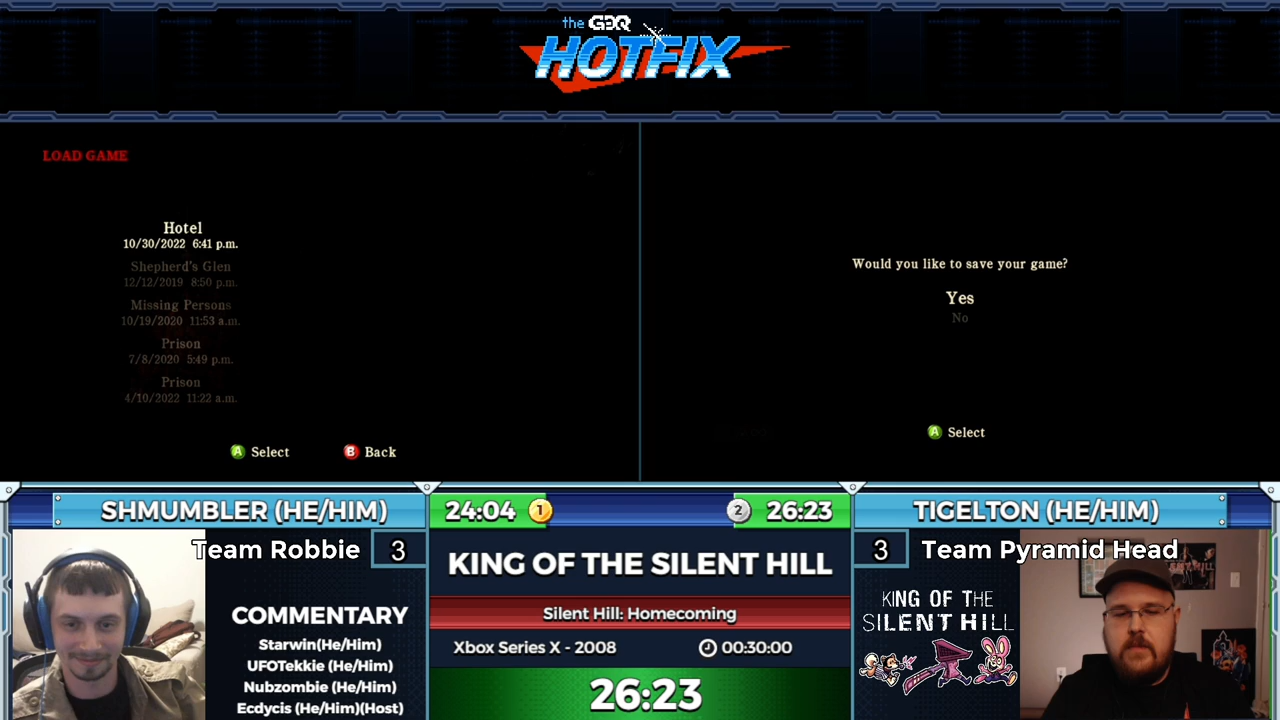 the GDQ
HOTFIX
LOAD GAME
Hotel
10/30/2022 6:41 p.m.
Shepherd's Glen
12/12/2019 8:50 p.m.
Missing Persons
10/19/2020 11:53 a.m.
Prison
7/8/2020 5:49 p.m.
Prison
4/10/2022 11:22 a.m.
A Select B Back
Would you like to save your game?
Yes
No
A Select
SHMUMBLER (HE/HIM)
Team Robbie 3
COMMENTARY
Starwin(He/Him)
UFOTekkie (He/Him)
Nubzombie (He/Him)
Ecdycis (He/Him)(Host)
24:04 1 2 26:23
KING OF THE SILENT HILL
Silent Hill: Homecoming
Xbox Series X - 2008 00:30:00
26:23
TIGELTON (HE/HIM)
3 Team Pyramid Head
KING OF THE
SILENT HILL